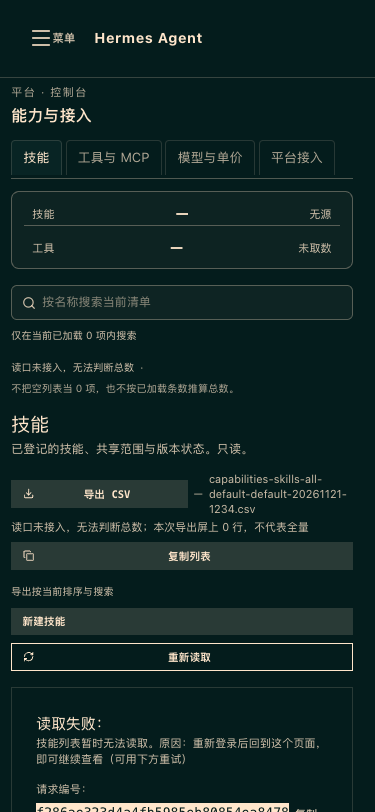 菜单 Hermes Agent
平台 · 控制台
能力与接入
技能 工具与 MCP 模型与单价 平台接入
技能 — 无源
工具 — 未取数
按名称搜索当前清单
仅在当前已加载 0 项内搜索
读口未接入，无法判断总数 ·
不把空列表当 0 项，也不按已加载条数推算总数。
技能
已登记的技能、共享范围与版本状态。只读。
导出 CSV — capabilities-skills-all-
default-default-20261121-
1234.csv
读口未接入，无法判断总数；本次导出屏上 0 行，不代表全量
复制列表
导出按当前排序与搜索
新建技能
重新读取
读取失败：
技能列表暂时无法读取。原因：重新登录后回到这个页面，
即可继续查看（可用下方重试）
请求编号：